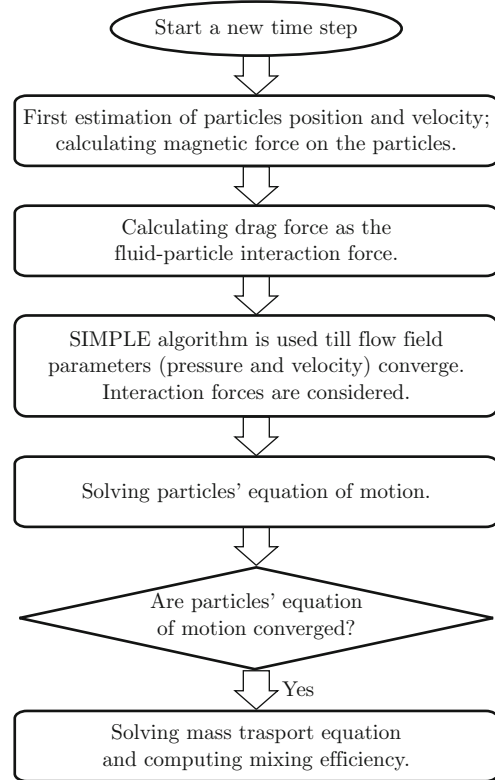 Start a new time step
First estimation of particles position and velocity;
calculating magnetic force on the particles.
Calculating drag force as the
fluid-particle interaction force.
SIMPLE algorithm is used till flow field
parameters (pressure and velocity) converge.
Interaction forces are considered.
Solving particles' equation of motion.
Are particles' equation
of motion converged?
Yes
Solving mass trasport equation
and computing mixing efficiency.